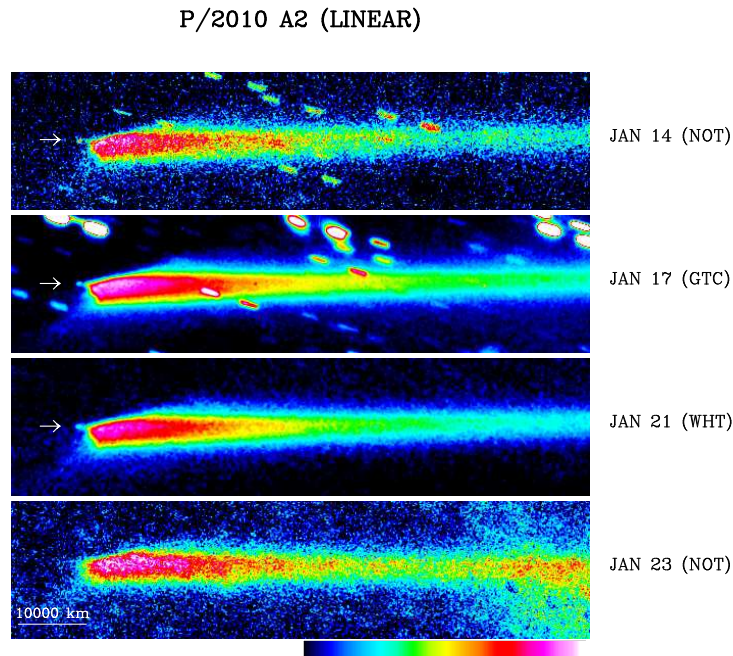 P/2010 A2 (LINEAR)
JAN 14 (NOT)
JAN 17 (GTC)
JAN 21 (WHT)
JAN 23 (NOT)
10000 km